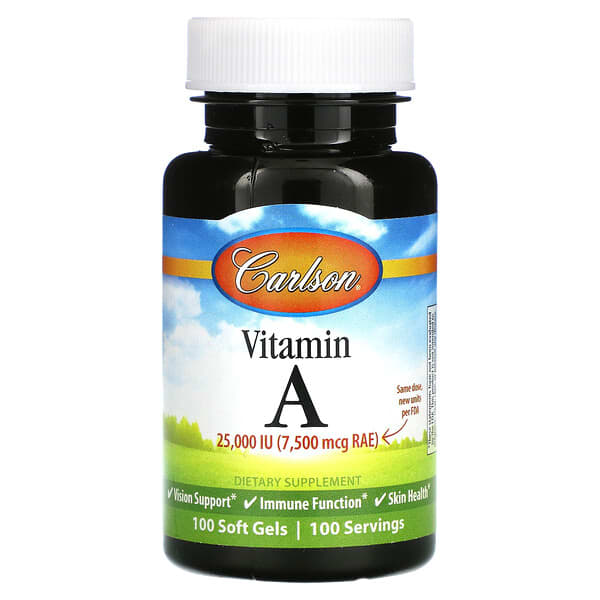 Carlson®
Vitamin
A
25,000 IU (7,500 mcg RAE)
Same dose,
new units
per FDA
DIETARY SUPPLEMENT
✓Vision Support* ✓ Immune Function* ✓ Skin Health*
100 Soft Gels | 100 Servings